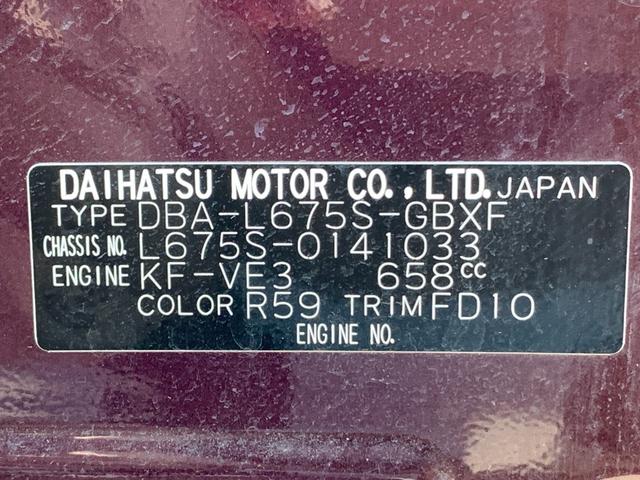 DAIHATSU MOTOR CO., LTD. JAPAN
TYPE DBA-L675S-GBXF
CHASSIS NO. L675S-0141033
ENGINE KF-VE3 658cc
COLOR R59 TRIM FD10
ENGINE NO.